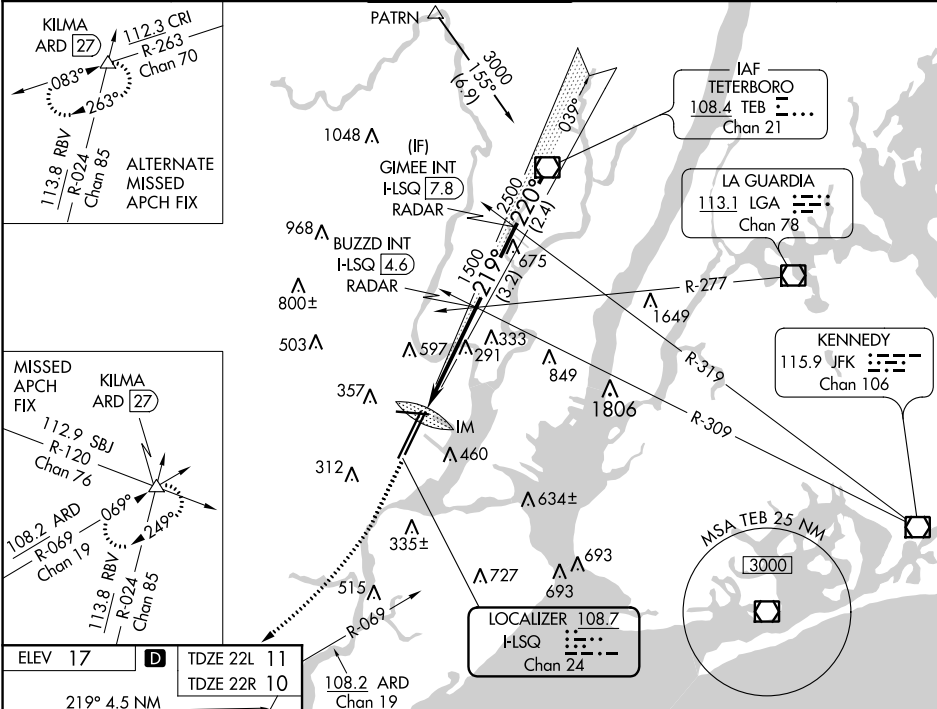 KILMA
ARD 27
112.3 CRI
R-263
Chan 70
083°
263°
113.8 RBV
R-024
Chan 85
ALTERNATE
MISSED
APCH FIX
PATRN
3000
155°
(6.9)
1048
(IF)
GIMEE INT
I-LSQ 7.8
RADAR
039°
IAF
TETERBORO
108.4 TEB
Chan 21
2500
220°
(2.4)
LA GUARDIA
113.1 LGA
Chan 78
968
BUZZD INT
I-LSQ 4.6
RADAR
1500
219°
(3.2)
675
R-277
800±
1649
503
597
291
333
849
R-319
KENNEDY
115.9 JFK
Chan 106
357
1806
R-309
IM
460
MISSED
APCH
FIX
KILMA
ARD 27
112.9 SBJ
R-120
Chan 76
108.2 ARD
R-069
Chan 19
069°
249°
113.8 RBV
R-024
Chan 85
312
634±
335±
MSA TEB 25 NM
3000
693
727
693
515
R-069
LOCALIZER 108.7
I-LSQ
Chan 24
108.2 ARD
Chan 19
ELEV 17
D
TDZE 22L 11
TDZE 22R 10
219° 4.5 NM